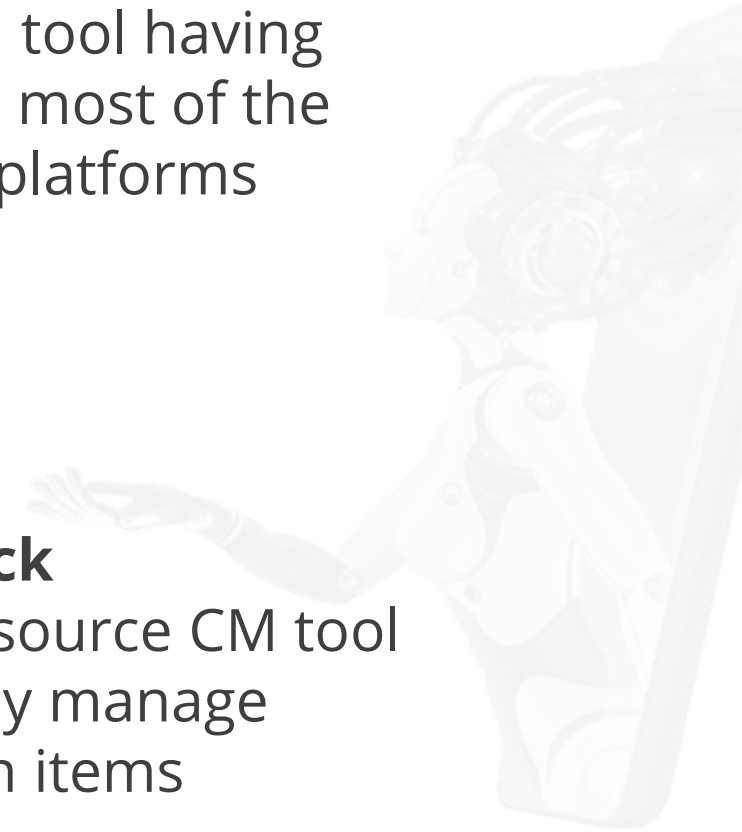 tool having
most of the
platforms
ck
source CM tool
y manage
n items